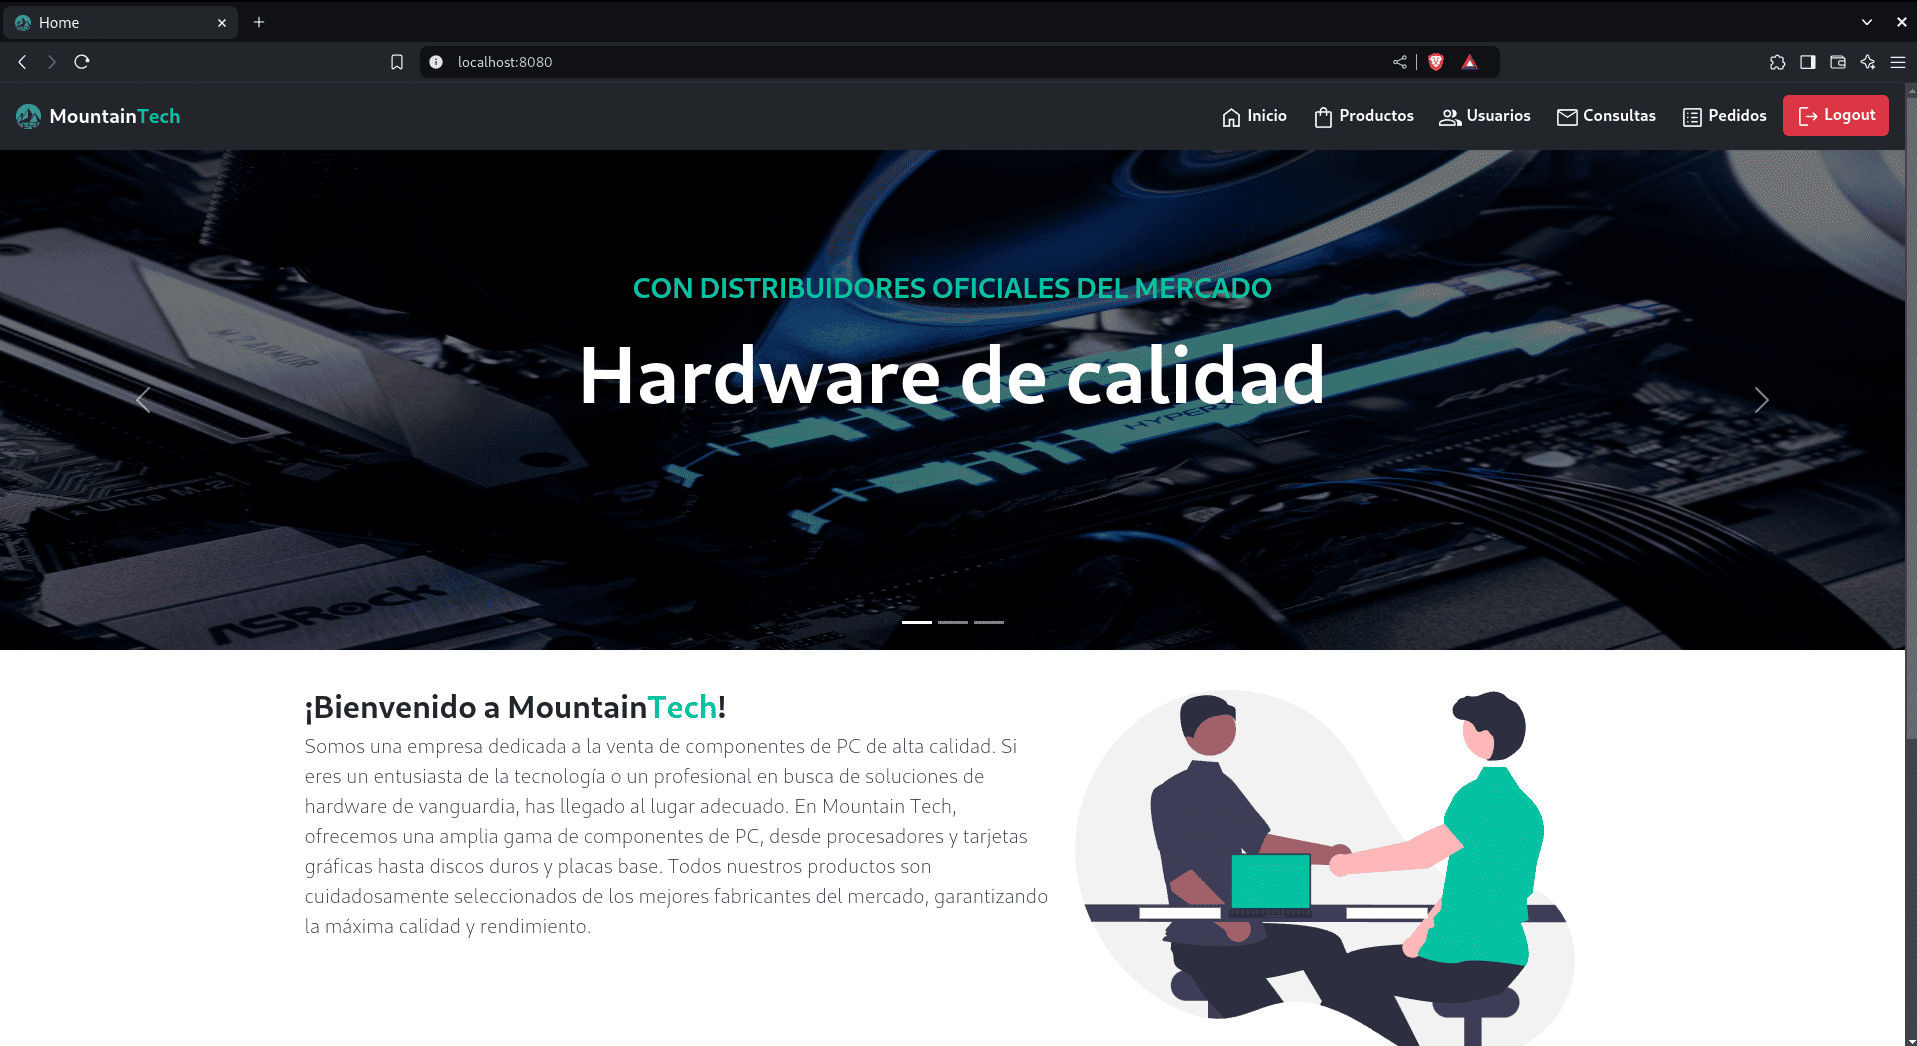 Home
localhost:8080
MountainTech
Inicio
Productos
Usuarios
Consultas
Pedidos
Logout
CON DISTRIBUIDORES OFICIALES DEL MERCADO
Hardware de calidad
HYPERX
Ultra M.2
ASRock
¡Bienvenido a MountainTech!
Somos una empresa dedicada a la venta de componentes de PC de alta calidad. Si
eres un entusiasta de la tecnología o un profesional en busca de soluciones de
hardware de vanguardia, has llegado al lugar adecuado. En Mountain Tech,
ofrecemos una amplia gama de componentes de PC, desde procesadores y tarjetas
gráficas hasta discos duros y placas base. Todos nuestros productos son
cuidadosamente seleccionados de los mejores fabricantes del mercado, garantizando
la máxima calidad y rendimiento.